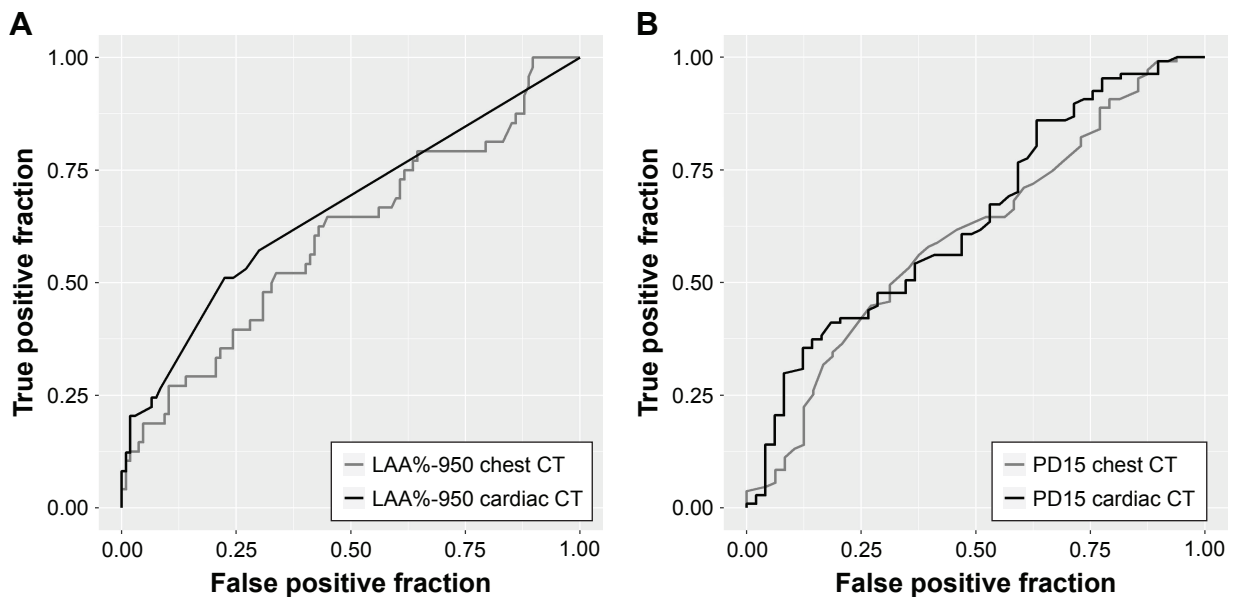 A
True positive fraction
1.00
0.75
0.50
0.25
0.00
LAA%-950 chest CT
LAA%-950 cardiac CT
0.00 0.25 0.50 0.75 1.00
False positive fraction
B
True positive fraction
1.00
0.75
0.50
0.25
0.00
PD15 chest CT
PD15 cardiac CT
0.00 0.25 0.50 0.75 1.00
False positive fraction